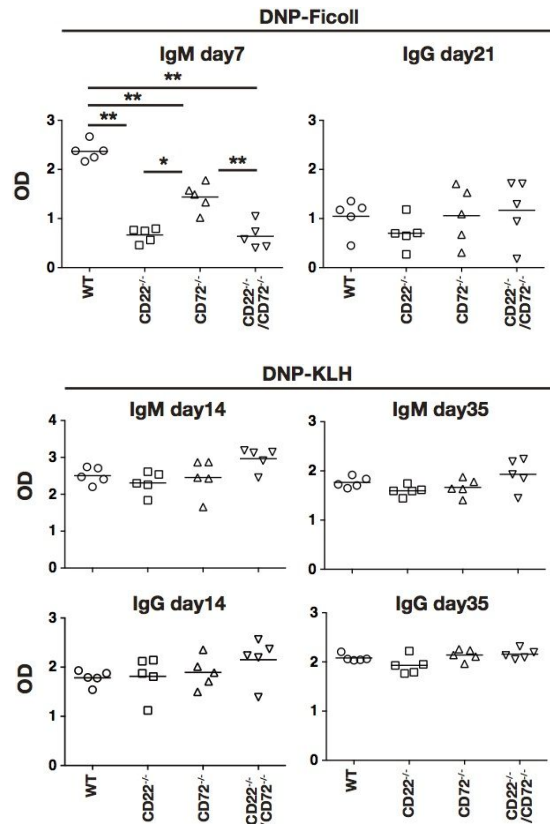 DNP-Ficoll
IgM day7
IgG day21
**
**
**
*
**
OD
3
2
1
0
WT
CD22-/-
CD72-/-
CD22-/-
/CD72-/-
3
2
1
0
WT
CD22-/-
CD72-/-
CD22-/-
/CD72-/-
DNP-KLH
IgM day14
IgM day35
OD
4
3
2
1
0
3
2
1
0
IgG day14
IgG day35
OD
3
2
1
0
WT
CD22-/-
CD72-/-
CD22-/-
/CD72-/-
3
2
1
0
WT
CD22-/-
CD72-/-
CD22-/-
/CD72-/-